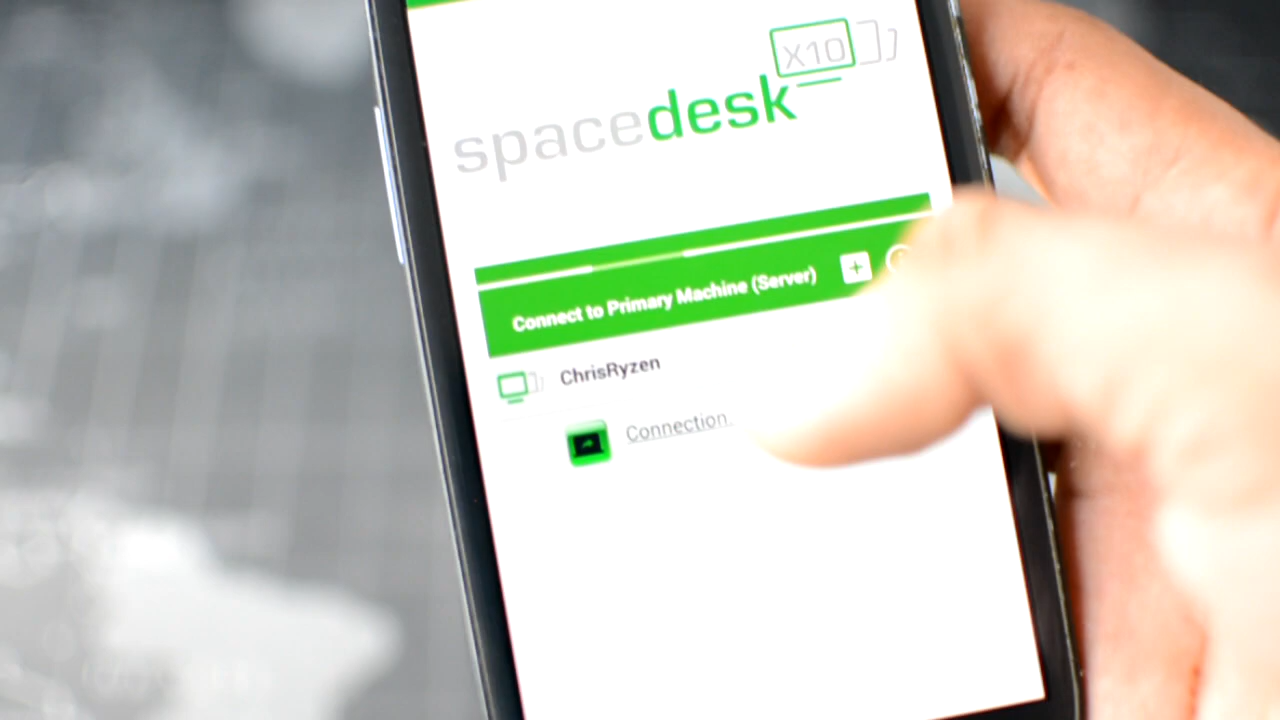 X10
spacedesk
Connect to Primary Machine (Server)
ChrisRyzen
Connection